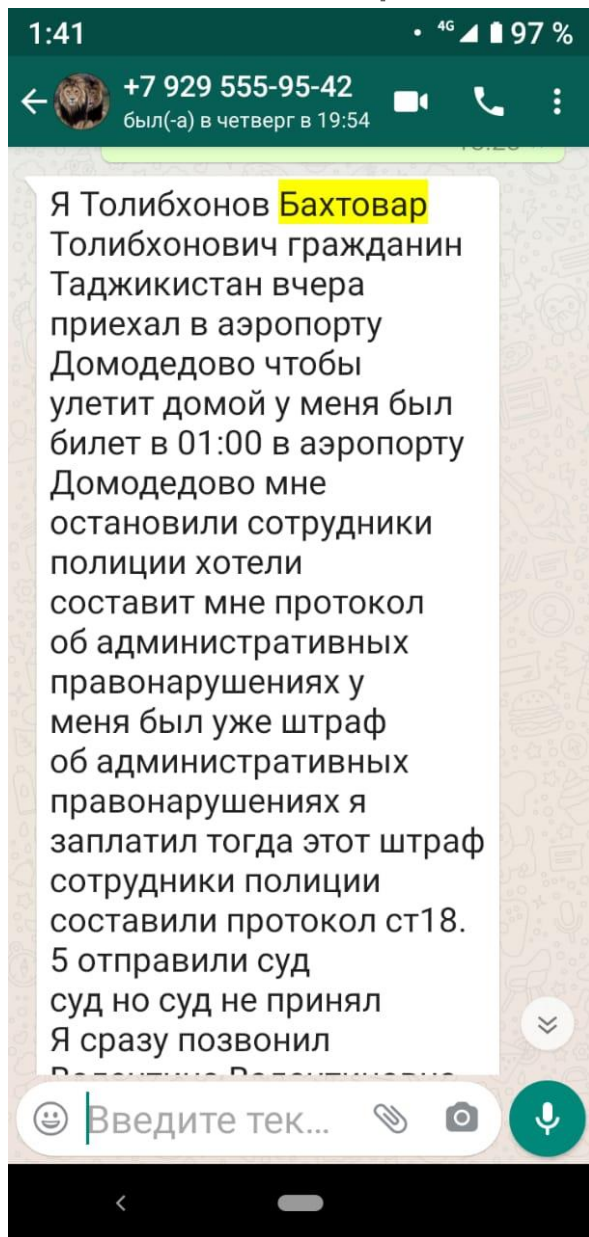 1:41 4G 97 %
+7 929 555-95-42
был(-а) в четверг в 19:54
Я Толибхонов Бахтовар
Толибхонович гражданин
Таджикистан вчера
приехал в аэропорту
Домодедово чтобы
улетит домой у меня был
билет в 01:00 в аэропорту
Домодедово мне
остановили сотрудники
полиции хотели
составит мне протокол
об административных
правонарушениях у
меня был уже штраф
об административных
правонарушениях я
заплатил тогда этот штраф
сотрудники полиции
составили протокол ст18.
5 отправили суд
суд но суд не принял
Я сразу позвонил
Введите тек...